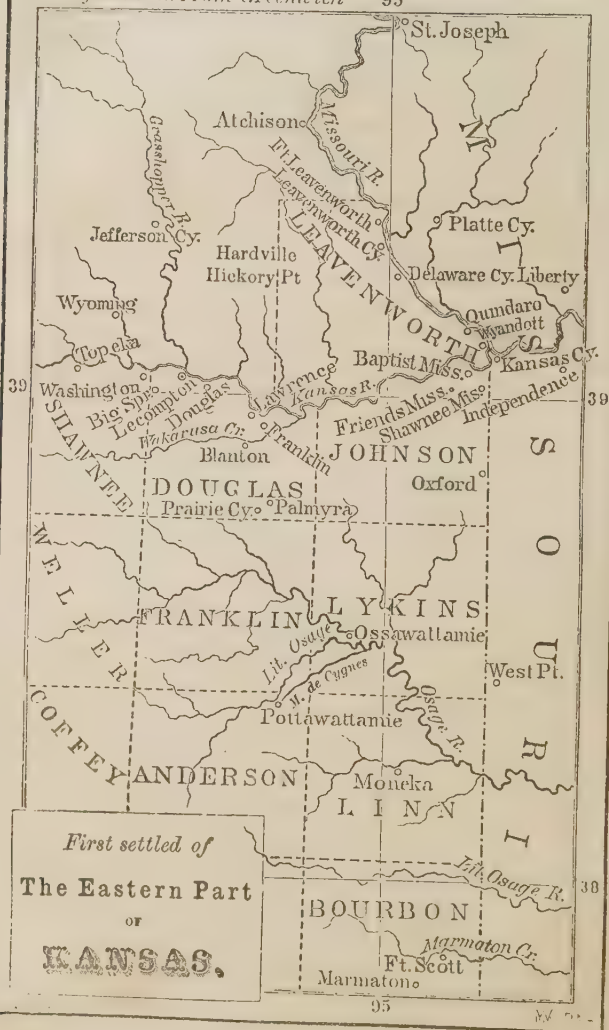 95
St. Joseph
Atchison
Missouri R.
M I S S O U R I
Grasshopper R.
Ft. Leavenworth
Leavenworth Cy.
LEAVENWORTH
Platte Cy.
Jefferson Cy.
Hardville
Hickory Pt
Delaware Cy.
Liberty
Wyoming
Qumdaro
Wyandott
Topeka
Baptist Miss.
Kansas Cy.
39
Washington
Big Spr.
Lecompton
Douglas
Lawrence
Kansas R.
Friends Miss.
Shawnee Mis.
Independence
39
SHAWNEE
Wakarusa Cr.
Franklin
Blanton
JOHNSON
Oxford
DOUGLAS
Prairie Cy.
Palmyra
WELLER
FRANKLIN
LYKINS
Lit. Osage
Ossawattamie
M. de Cygnes
West Pt.
Osage R.
COFFEY
Pottawattamie
ANDERSON
Moneka
LINN
First settled of
The Eastern Part
OF
KANSAS.
Lit. Osage R.
38
BOURBON
Marmaton Cr.
Ft. Scott
Marmaton
95